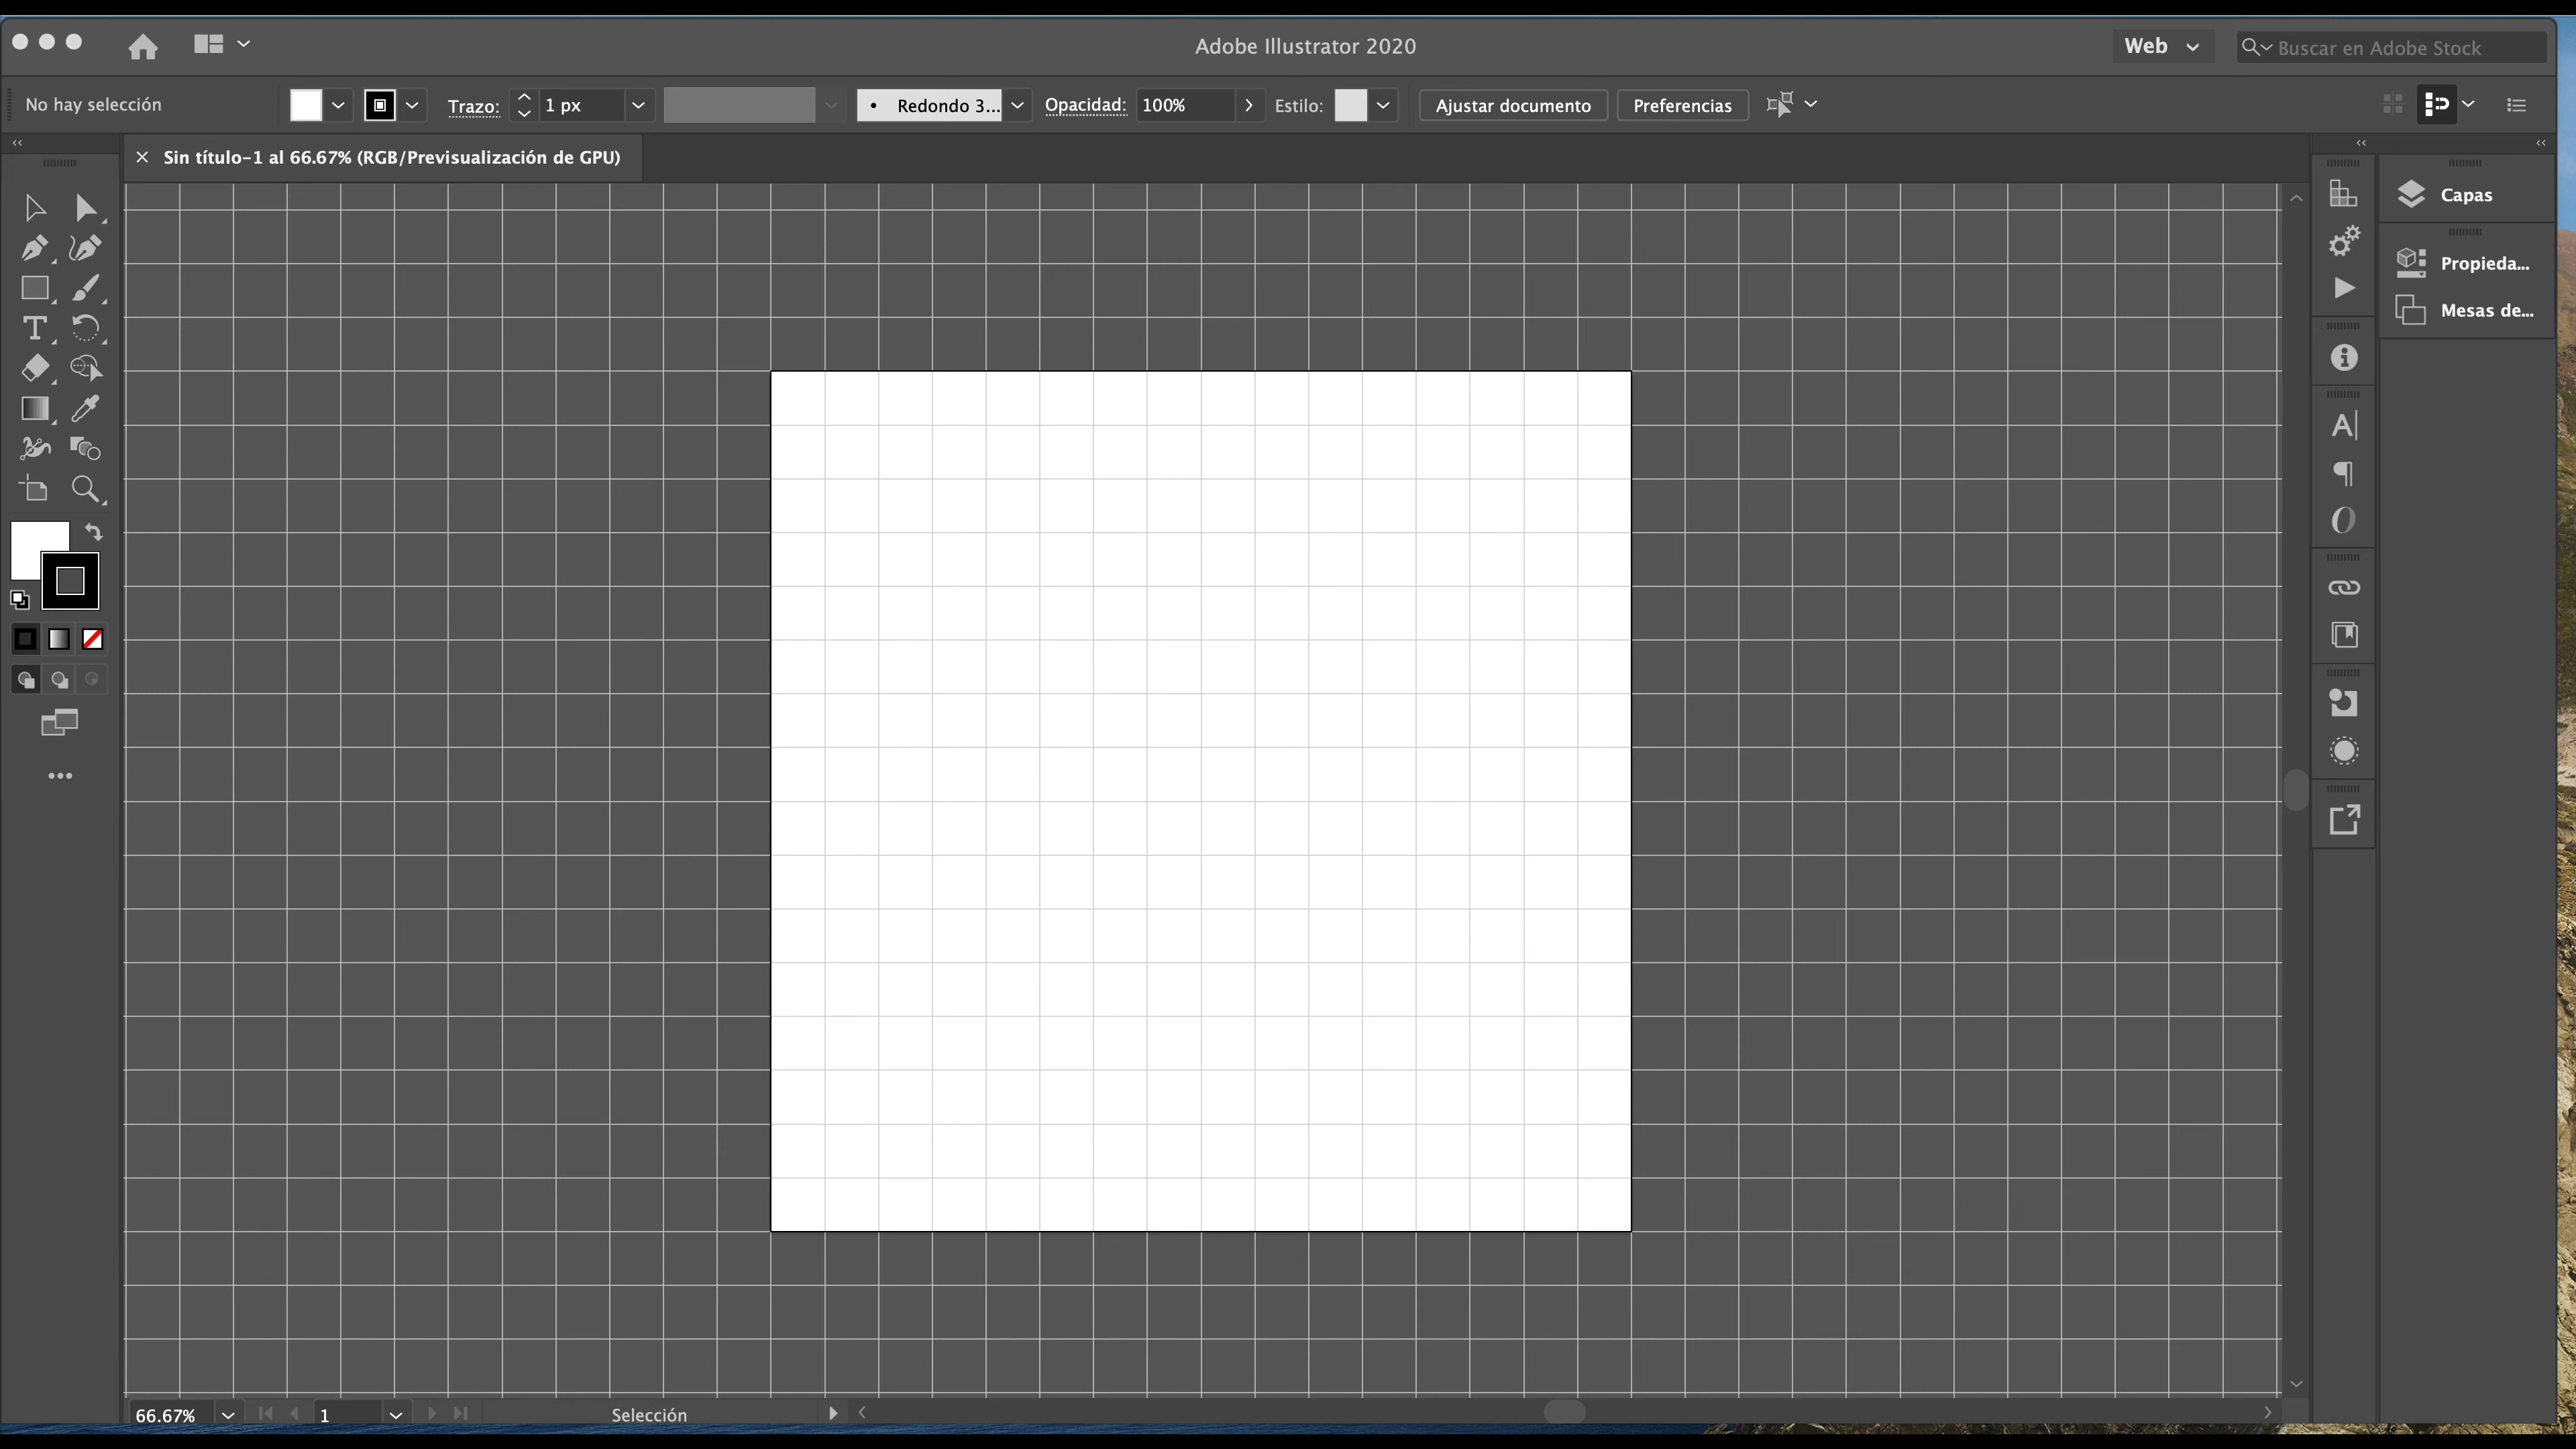 Adobe Illustrator 2020
Web
Buscar en Adobe Stock
No hay selección
Trazo:
1 px
Redondo 3...
Opacidad:
100%
Estilo:
Ajustar documento
Preferencias
Sin título-1 al 66.67% (RGB/Previsualización de GPU)
Capas
Propieda...
Mesas de...
66.67%
1
Selección